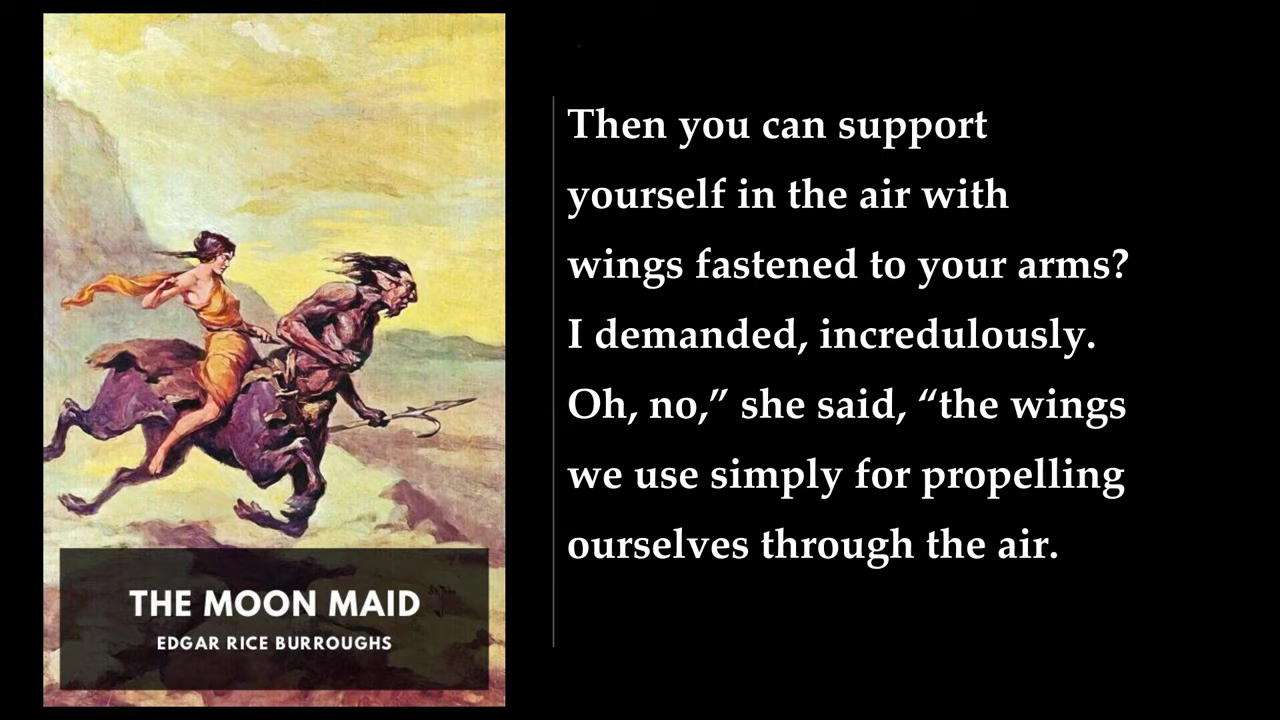 Then you can support
yourself in the air with
wings fastened to your arms?
I demanded, incredulously.
Oh, no,” she said, “the wings
we use simply for propelling
ourselves through the air.
THE MOON MAID
EDGAR RICE BURROUGHS